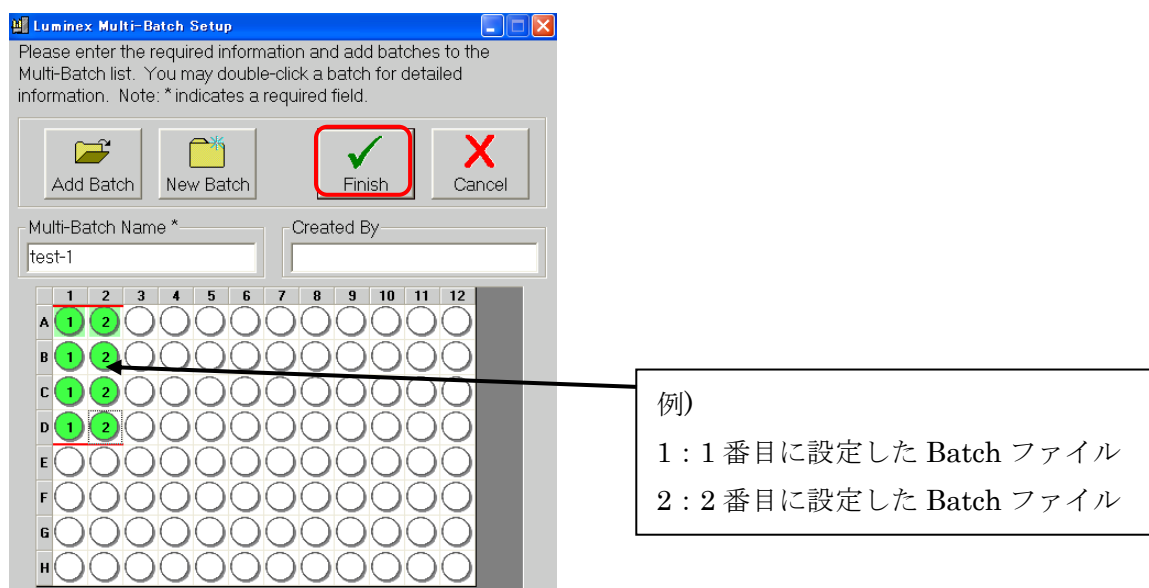 Luminex Multi-Batch Setup
Please enter the required information and add batches to the
Multi-Batch list. You may double-click a batch for detailed
information. Note: * indicates a required field.
Add Batch New Batch Finish Cancel
Multi-Batch Name * Created By
test-1
1 2 3 4 5 6 7 8 9 10 11 12
A 1 2
B 1 2
C 1 2
D 1 2
E
F
G
H
例)
1:1 番目に設定した Batch ファイル
2:2 番目に設定した Batch ファイル